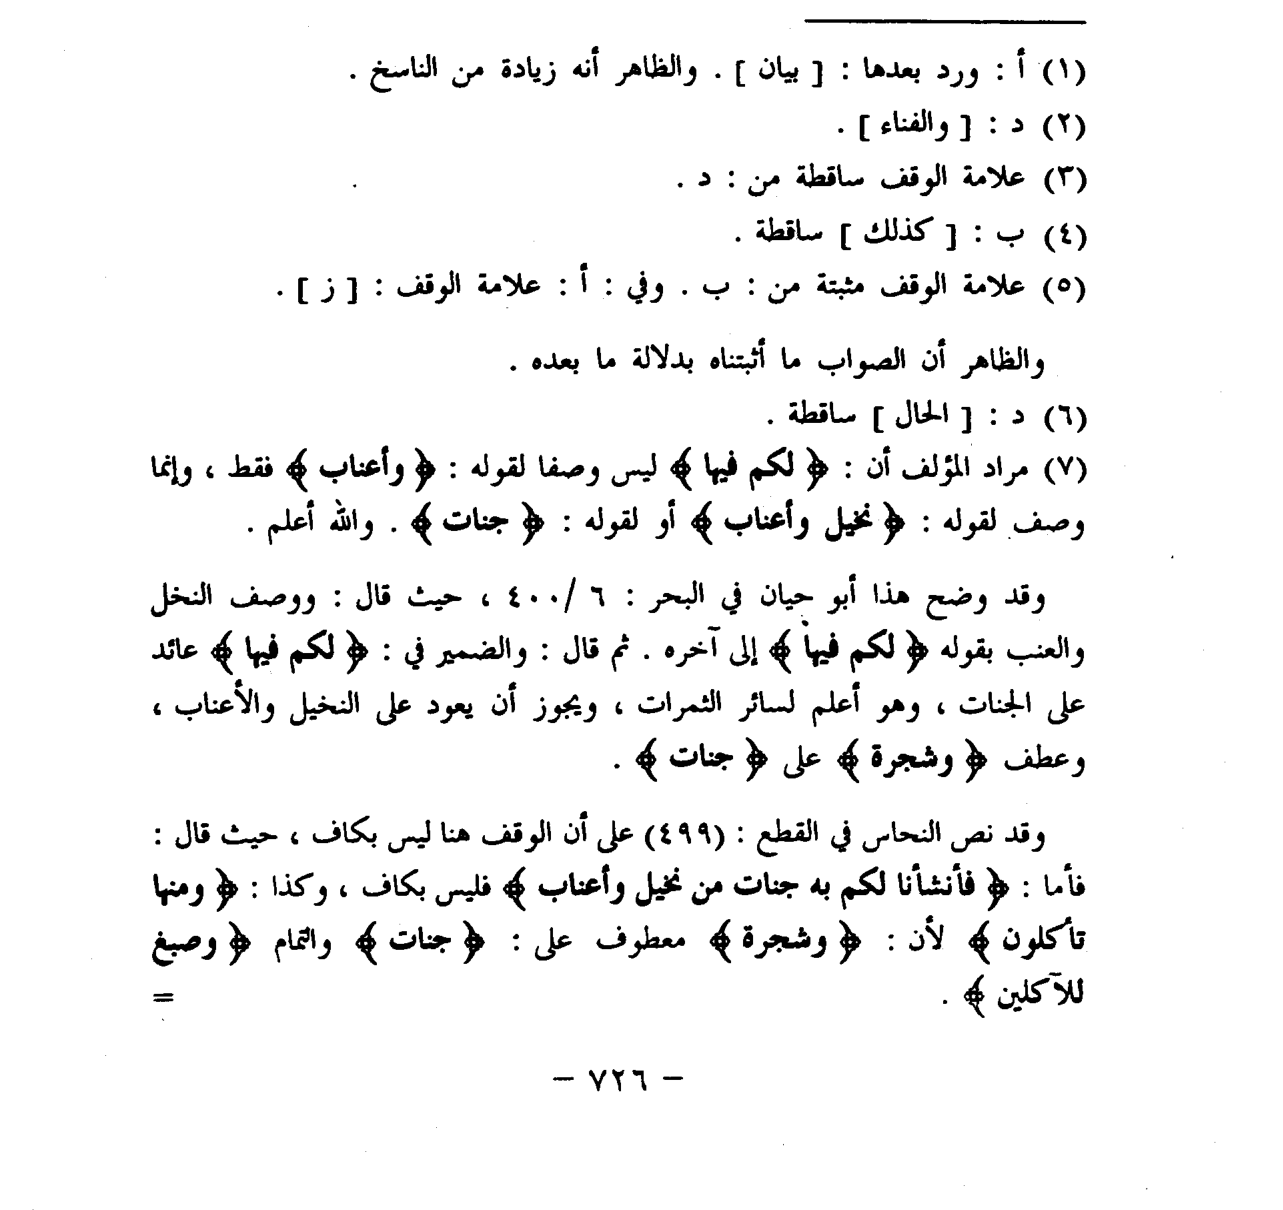 (١) أ : ورد بعدها : [ بيان ] . والظاهر أنه زيادة من الناسخ .
(٢) د : [ والفناء ] .
(٣) علامة الوقف ساقطة من : د .
(٤) ب : [ كذلك ] ساقطة .
(٥) علامة الوقف مثبتة من : ب . وفي : أ : علامة الوقف : [ ز ] .
والظاهر أن الصواب ما أثبتناه بدلالة ما بعده .
(٦) د : [ الحال ] ساقطة .
(٧) مراد المؤلف أن : ﴿ لكم فيها ﴾ ليس وصفا لقوله : ﴿ وأعناب ﴾ فقط ، وإنما
وصف لقوله : ﴿ نخيل وأعناب ﴾ أو لقوله : ﴿ جنات ﴾ . والله أعلم .
وقد وضح هذا أبو حيان في البحر : ٦ /٤٠٠ ، حيث قال : ووصف النخل
والعنب بقوله ﴿ لكم فيها ﴾ إلى آخره . ثم قال : والضمير في : ﴿ لكم فيها ﴾ عائد
على الجنات ، وهو أعلم لسائر الثمرات ، ويجوز أن يعود على النخيل والأعناب ،
وعطف ﴿ وشجرة ﴾ على ﴿ جنات ﴾ .
وقد نص النحاس في القطع : (٤٩٩) على أن الوقف هنا ليس بكاف ، حيث قال :
فأما : ﴿ فأنشأنا لكم به جنات من نخيل وأعناب ﴾ فليس بكاف ، وكذا : ﴿ ومنها
تأكلون ﴾ لأن : ﴿ وشجرة ﴾ معطوف على : ﴿ جنات ﴾ والتمام ﴿ وصبغ
للآكلين ﴾ . =
– ٧٢٦ –